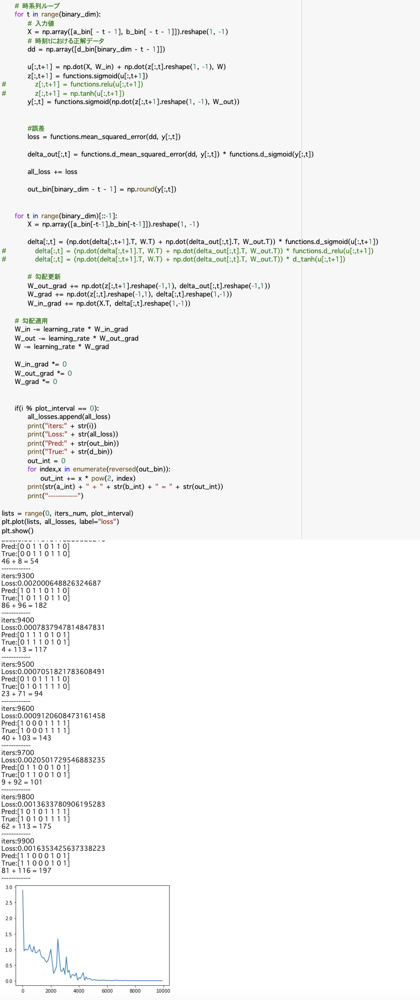 # 時系列ループ
for t in range(binary_dim):
# 入力値
X = np.array([a_bin[ - t - 1], b_bin[ - t - 1]]).reshape(1, -1)
# 時刻tにおける正解データ
dd = np.array([d_bin[binary_dim - t - 1]])
u[:,t+1] = np.dot(X, W_in) + np.dot(z[:,t].reshape(1, -1), W)
z[:,t+1] = functions.sigmoid(u[:,t+1])
# z[:,t+1] = functions.relu(u[:,t+1])
# z[:,t+1] = np.tanh(u[:,t+1])
y[:,t] = functions.sigmoid(np.dot(z[:,t+1].reshape(1, -1), W_out))
#誤差
loss = functions.mean_squared_error(dd, y[:,t])
delta_out[:,t] = functions.d_mean_squared_error(dd, y[:,t]) * functions.d_sigmoid(y[:,t])
all_loss += loss
out_bin[binary_dim - t - 1] = np.round(y[:,t])
for t in range(binary_dim)[::-1]:
X = np.array([a_bin[-t-1],b_bin[-t-1]]).reshape(1, -1)
delta[:,t] = (np.dot(delta[:,t+1].T, W.T) + np.dot(delta_out[:,t].T, W_out.T)) * functions.d_sigmoid(u[:,t+1])
# delta[:,t] = (np.dot(delta[:,t+1].T, W.T) + np.dot(delta_out[:,t].T, W_out.T)) * functions.d_relu(u[:,t+1])
# delta[:,t] = (np.dot(delta[:,t+1].T, W.T) + np.dot(delta_out[:,t].T, W_out.T)) * d_tanh(u[:,t+1])
# 勾配更新
W_out_grad += np.dot(z[:,t+1].reshape(-1,1), delta_out[:,t].reshape(-1,1))
W_grad += np.dot(z[:,t].reshape(-1,1), delta[:,t].reshape(1,-1))
W_in_grad += np.dot(X.T, delta[:,t].reshape(1,-1))
# 勾配適用
W_in -= learning_rate * W_in_grad
W_out -= learning_rate * W_out_grad
W -= learning_rate * W_grad
W_in_grad *= 0
W_out_grad *= 0
W_grad *= 0
if(i % plot_interval == 0):
all_losses.append(all_loss)
print("iters:" + str(i))
print("Loss:" + str(all_loss))
print("Pred:" + str(out_bin))
print("True:" + str(d_bin))
out_int = 0
for index,x in enumerate(reversed(out_bin)):
out_int += x * pow(2, index)
print(str(a_int) + " + " + str(b_int) + " = " + str(out_int))
print("------------")
lists = range(0, iters_num, plot_interval)
plt.plot(lists, all_losses, label="loss")
plt.show()
Pred:[0 0 1 1 0 1 1 0]
True:[0 0 1 1 0 1 1 0]
46 + 8 = 54
------------
iters:9300
Loss:0.002000648826324687
Pred:[1 0 1 1 0 1 1 0]
True:[1 0 1 1 0 1 1 0]
86 + 96 = 182
------------
iters:9400
Loss:0.0007837947814847831
Pred:[0 1 1 1 0 1 0 1]
True:[0 1 1 1 0 1 0 1]
4 + 113 = 117
------------
iters:9500
Loss:0.0007051821783608491
Pred:[0 1 0 1 1 1 1 0]
True:[0 1 0 1 1 1 1 0]
23 + 71 = 94
------------
iters:9600
Loss:0.0009120608473161458
Pred:[1 0 0 0 1 1 1 1]
True:[1 0 0 0 1 1 1 1]
40 + 103 = 143
------------
iters:9700
Loss:0.0020501729546883235
Pred:[0 1 1 0 0 1 0 1]
True:[0 1 1 0 0 1 0 1]
9 + 92 = 101
------------
iters:9800
Loss:0.0013633780906195283
Pred:[1 0 1 0 1 1 1 1]
True:[1 0 1 0 1 1 1 1]
62 + 113 = 175
------------
iters:9900
Loss:0.0016353425637338223
Pred:[1 1 0 0 0 1 0 1]
True:[1 1 0 0 0 1 0 1]
81 + 116 = 197
------------
3.0
2.5
2.0
1.5
1.0
0.5
0.0
0 2000 4000 6000 8000 10000